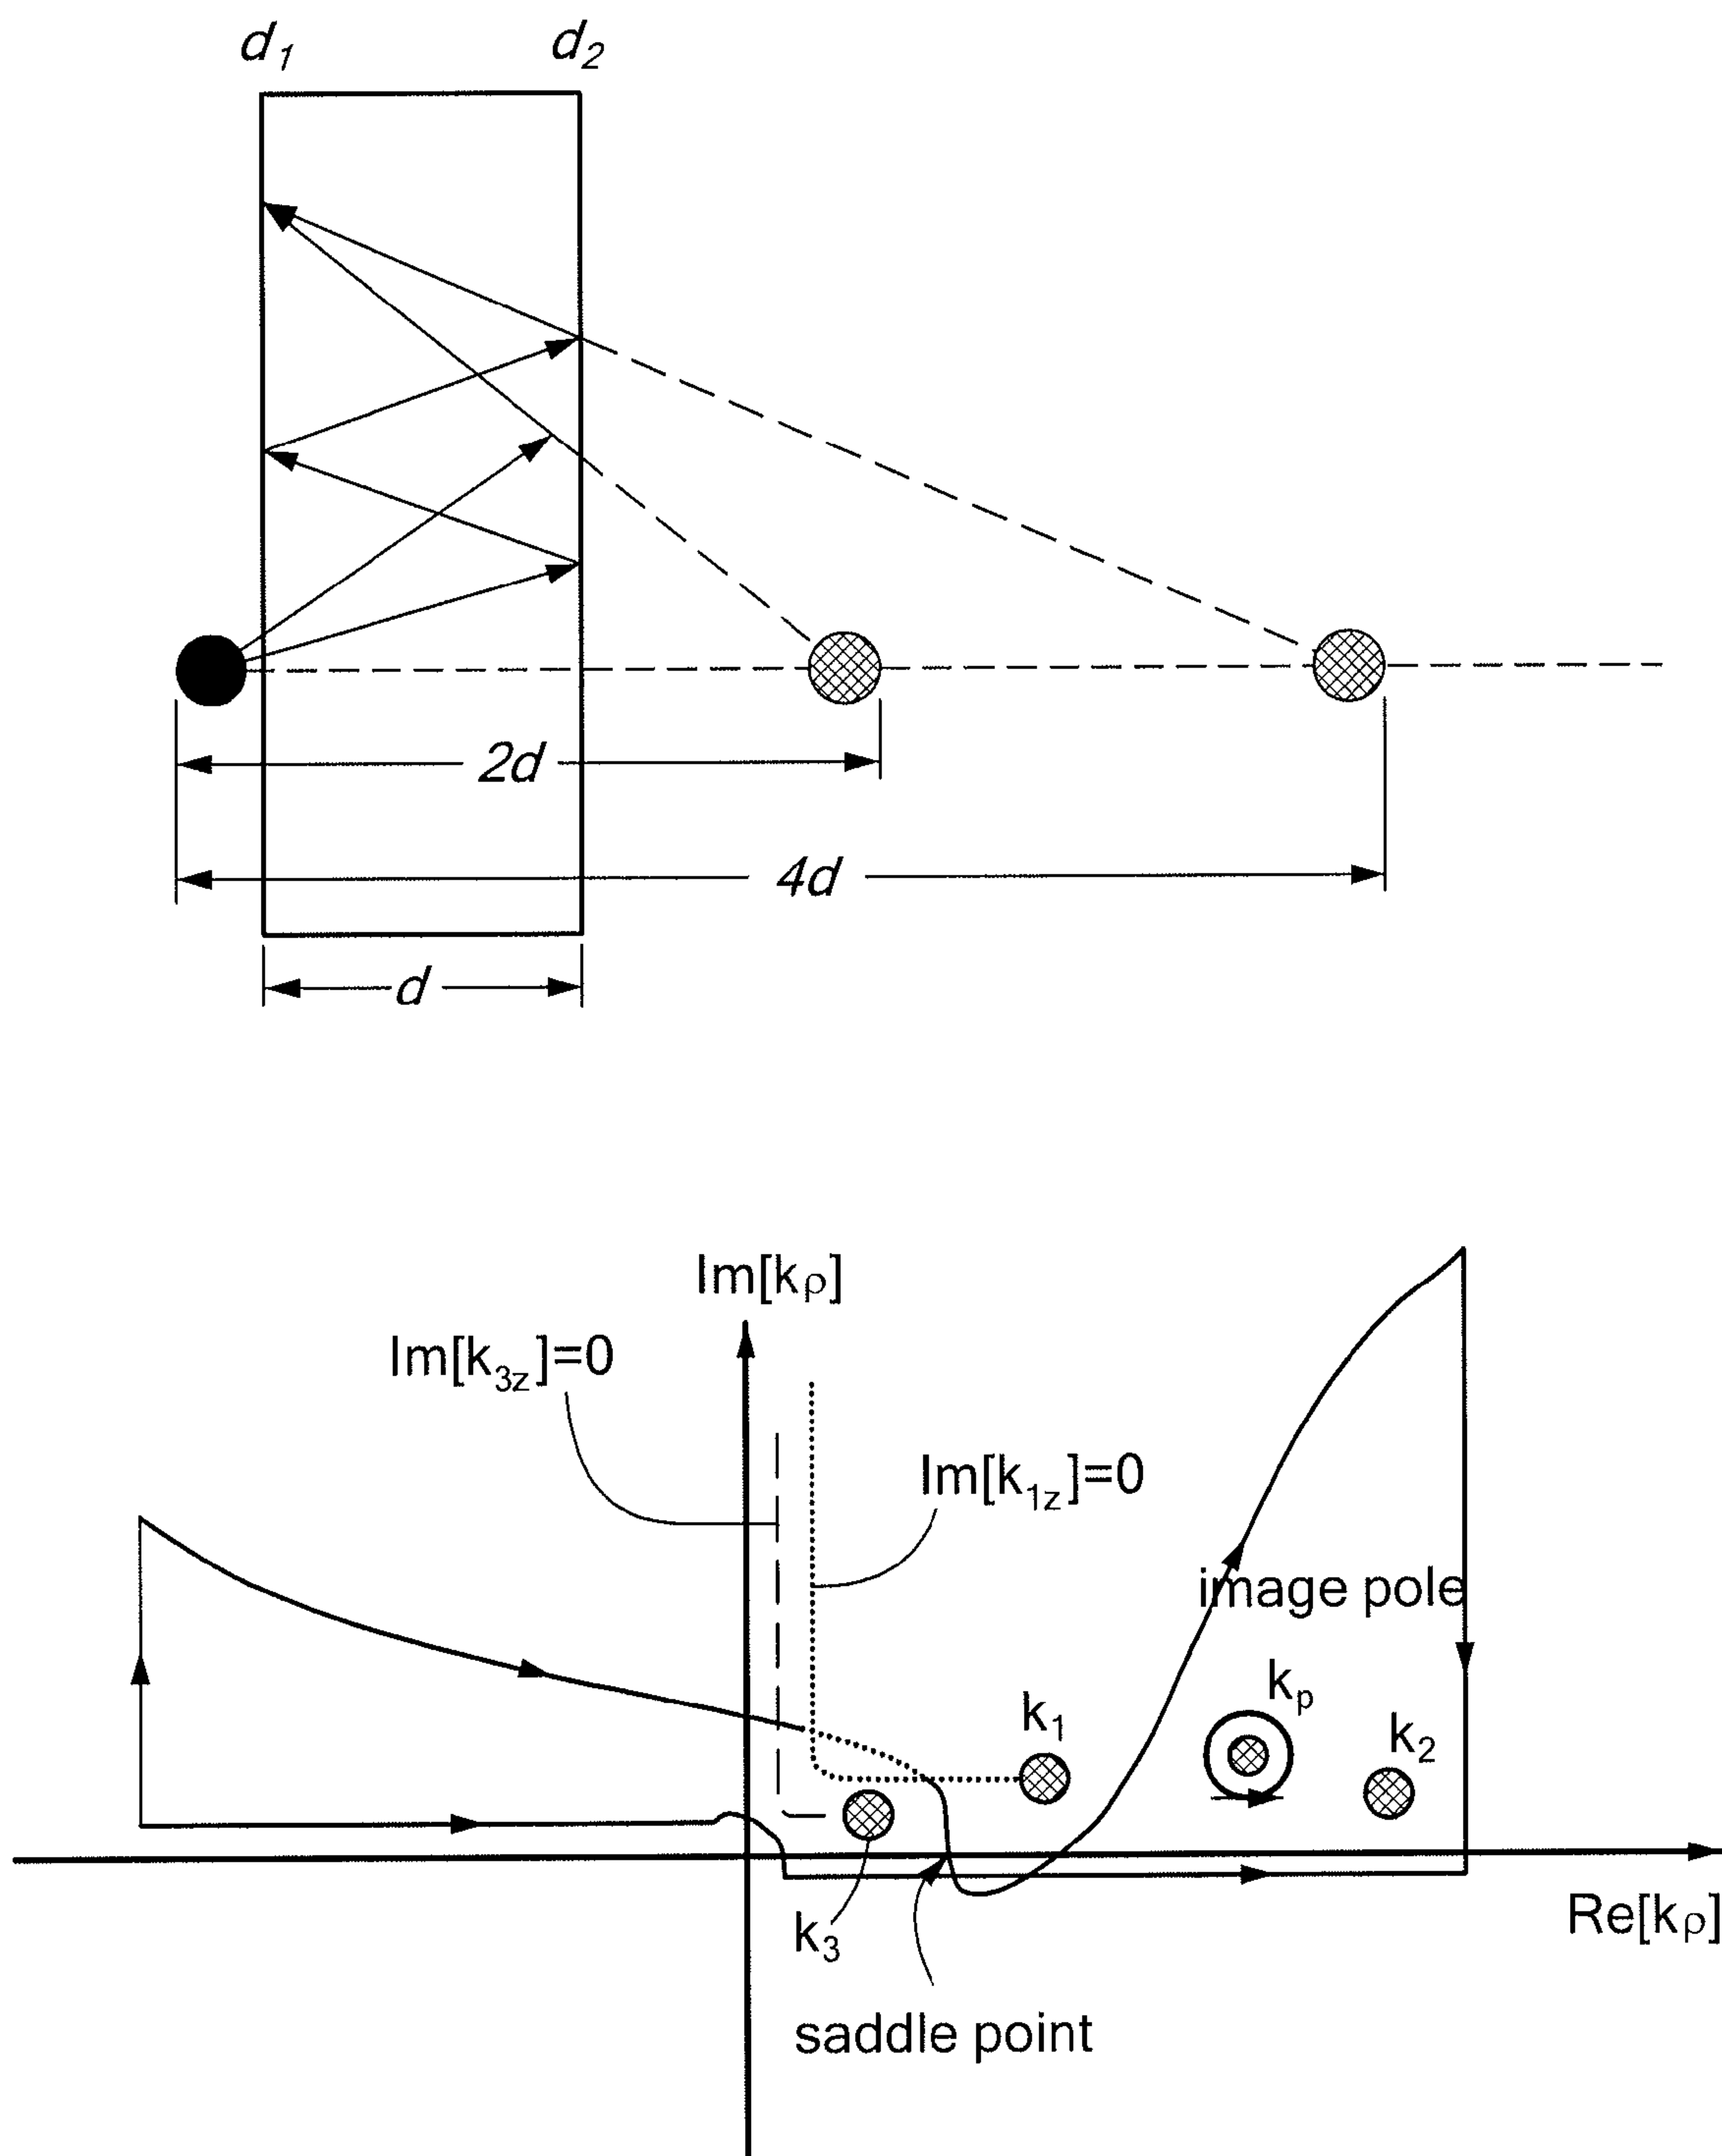 d₁ d₂
2d
4d
d
Im[kρ]
Im[k₃z]=0
Im[k₁z]=0
image pole
kₚ
k₁
k₂
k₃
Re[kρ]
saddle point